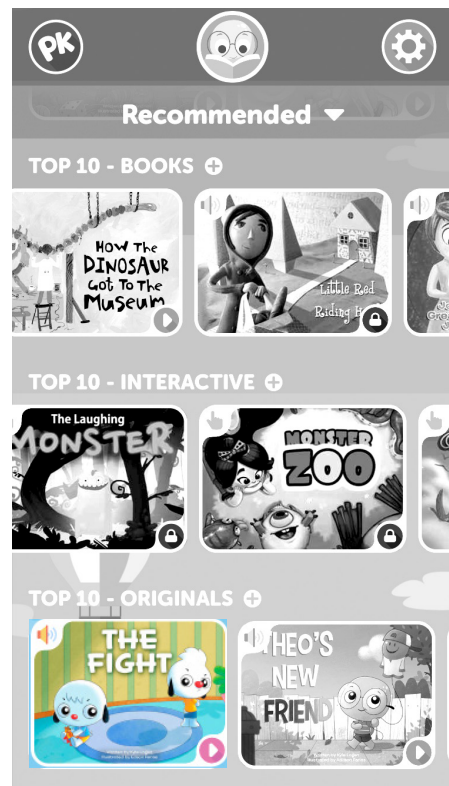 PK
Recommended
TOP 10 - BOOKS
HOW THE
DINOSAUR
GOT TO THE
MUSEUM
Little Red
Riding H
TOP 10 - INTERACTIVE
The Laughing
MONSTER
MONSTER
ZOO
TOP 10 - ORIGINALS
THE
FIGHT
THEO'S
NEW
FRIEND